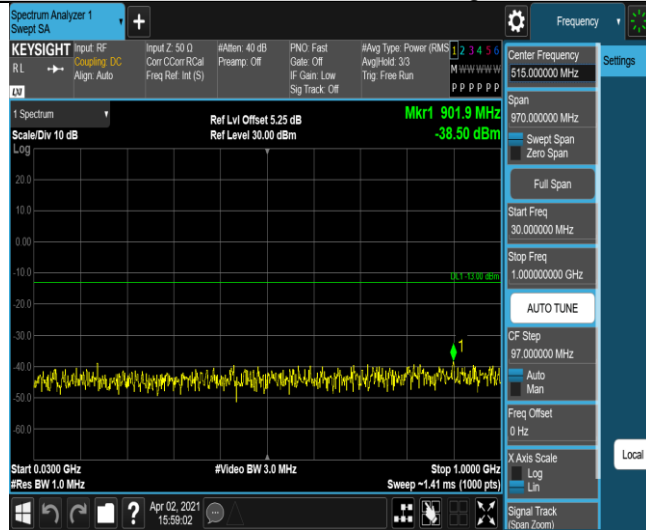 Spectrum Analyzer 1
Swept SA
+
Frequency
KEYSIGHT
RL
LXI
Input: RF
Coupling: DC
Align: Auto
Input Z: 50 Ω
Corr CCorr RCal
Freq Ref: Int (S)
#Atten: 40 dB
Preamp: Off
PNO: Fast
Gate: Off
IF Gain: Low
Sig Track: Off
#Avg Type: Power (RMS
Avg|Hold: 3/3
Trig: Free Run
1 2 3 4 5 6
M W W W W W
P P P P P P
1 Spectrum
Scale/Div 10 dB
Log
Ref Lvl Offset 5.25 dB
Ref Level 30.00 dBm
Mkr1 901.9 MHz
-38.50 dBm
20.0
10.0
0.00
-10.0
DL1 -13.00 dBm
-20.0
-30.0
1
-40.0
-50.0
-60.0
Start 0.0300 GHz
#Res BW 1.0 MHz
#Video BW 3.0 MHz
Stop 1.0000 GHz
Sweep ~1.41 ms (1000 pts)
?
Apr 02, 2021
15:59:02
Center Frequency
515.000000 MHz
Settings
Span
970.000000 MHz
Swept Span
Zero Span
Full Span
Start Freq
30.000000 MHz
Stop Freq
1.000000000 GHz
AUTO TUNE
CF Step
97.000000 MHz
Auto
Man
Freq Offset
0 Hz
X Axis Scale
Log
Lin
Local
Signal Track
(Span Zoom)